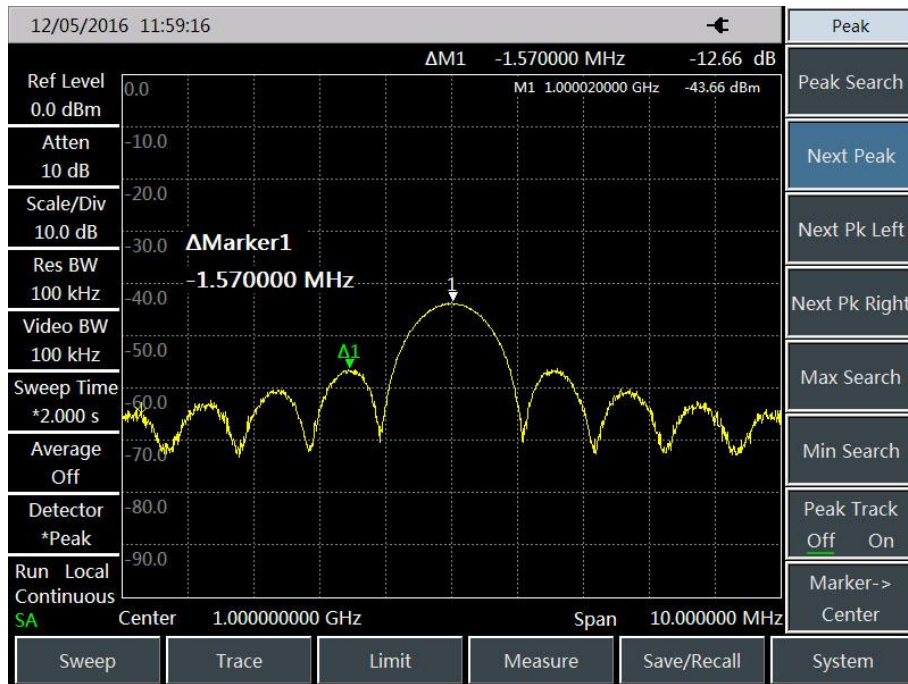 12/05/2016 11:59:16
Peak
ΔM1 -1.570000 MHz -12.66 dB
M1 1.000020000 GHz -43.66 dBm
Ref Level
0.0 dBm
Atten
10 dB
Scale/Div
10.0 dB
Res BW
100 kHz
Video BW
100 kHz
Sweep Time
*2.000 s
Average
Off
Detector
*Peak
Run Local
Continuous
SA
0.0
-10.0
-20.0
-30.0
-40.0
-50.0
-60.0
-70.0
-80.0
-90.0
ΔMarker1
-1.570000 MHz
1
Δ1
Center 1.000000000 GHz Span 10.000000 MHz
Peak Search
Next Peak
Next Pk Left
Next Pk Right
Max Search
Min Search
Peak Track
Off On
Marker->
Center
Sweep Trace Limit Measure Save/Recall System